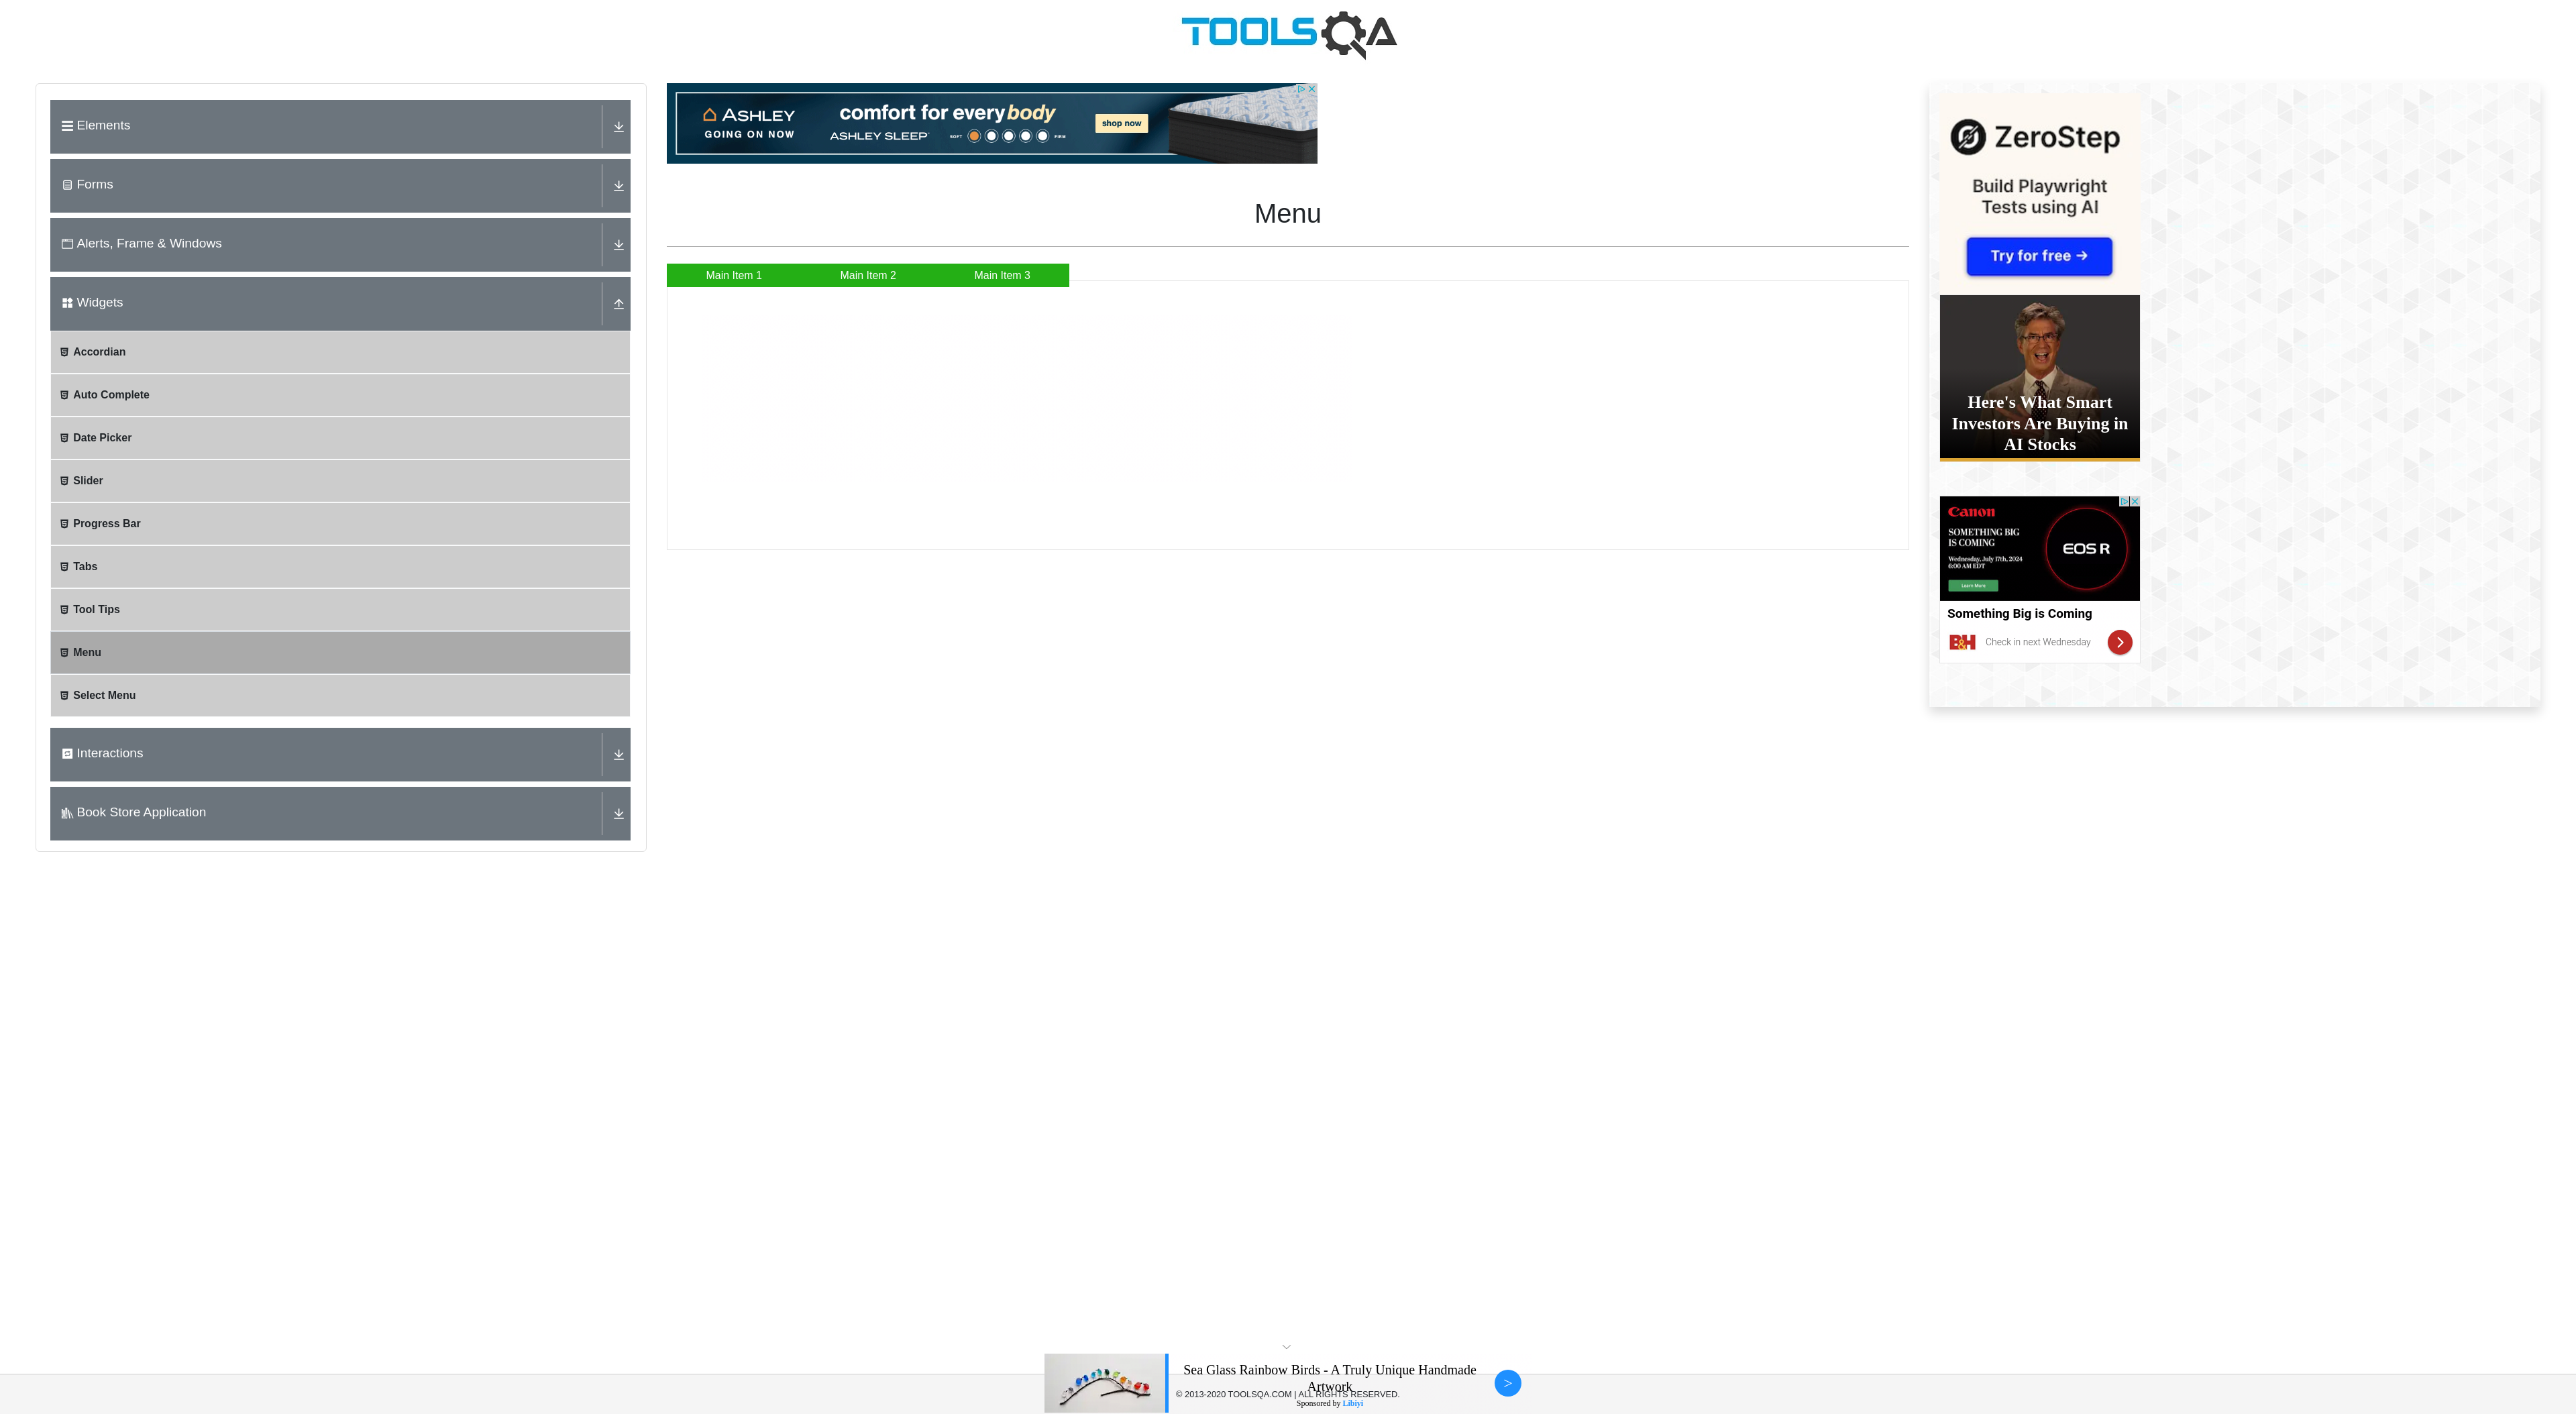 TOOLSQA
Elements
Forms
Alerts, Frame & Windows
Widgets
Accordian
Auto Complete
Date Picker
Slider
Progress Bar
Tabs
Tool Tips
Menu
Select Menu
Interactions
Book Store Application
ASHLEY
GOING ON NOW
comfort for every body
ASHLEY SLEEP
SOFT
FIRM
shop now
Menu
Main Item 1
Main Item 2
Main Item 3
ZeroStep
Build Playwright
Tests using AI
Try for free →
Here's What Smart
Investors Are Buying in
AI Stocks
Canon
SOMETHING BIG
IS COMING
Wednesday, July 17th, 2024
6:00 AM EDT
Learn More
EOS R
Something Big is Coming
B&H
Check in next Wednesday
Sea Glass Rainbow Birds - A Truly Unique Handmade
Artwork
© 2013-2020 TOOLSQA.COM | ALL RIGHTS RESERVED.
Sponsored by Libiyi
>